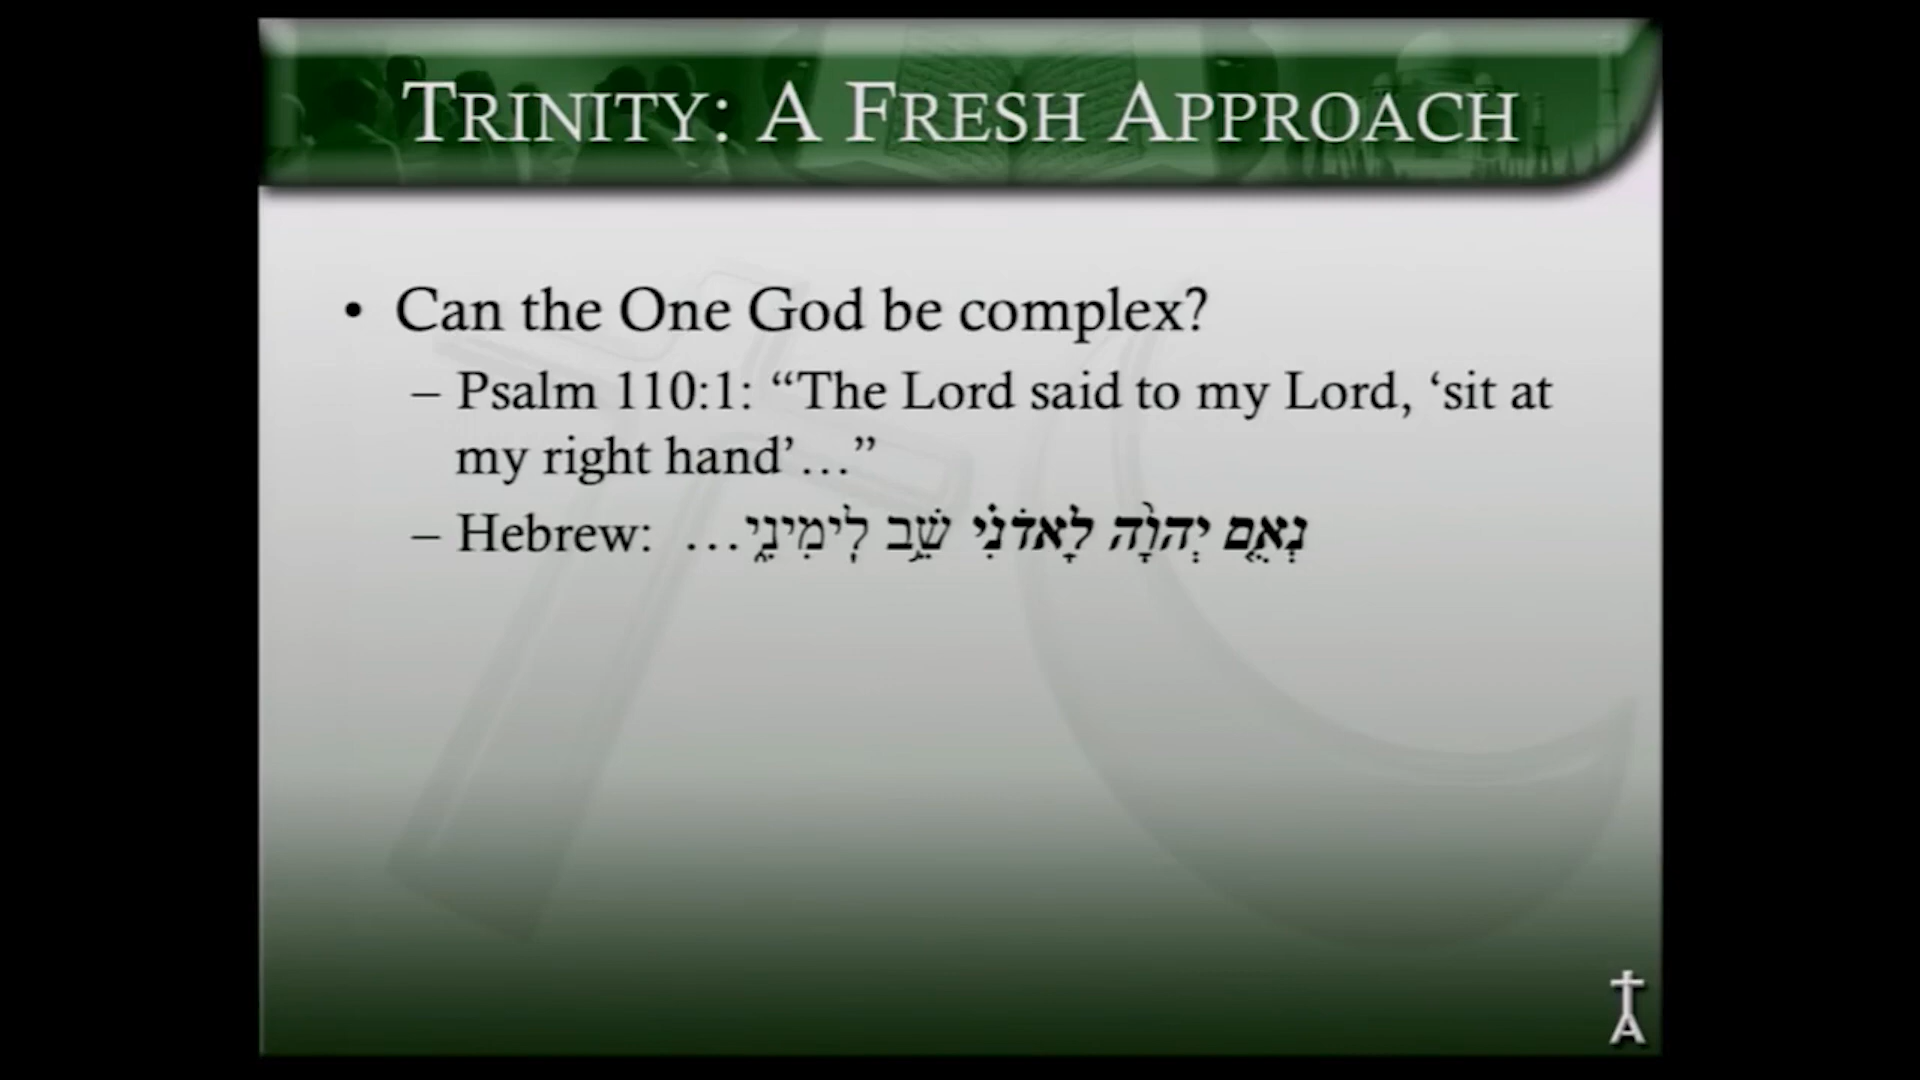 TRINITY: A FRESH APPROACH
• Can the One God be complex?
– Psalm 110:1: “The Lord said to my Lord, ‘sit at
my right hand’…”
– Hebrew: נְאֻ֤ם יְהוָ֨ה לַֽאדֹנִ֗י שֵׁ֥ב לִֽימִינִ֑י…